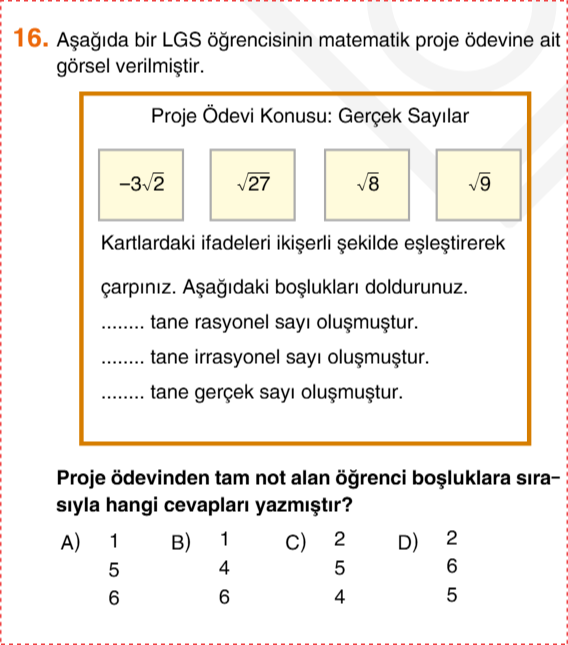 16. Aşağıda bir LGS öğrencisinin matematik proje ödevine ait
görsel verilmiştir.
Proje Ödevi Konusu: Gerçek Sayılar
−3√2 √27 √8 √9
Kartlardaki ifadeleri ikişerli şekilde eşleştirerek
çarpınız. Aşağıdaki boşlukları doldurunuz.
........ tane rasyonel sayı oluşmuştur.
........ tane irrasyonel sayı oluşmuştur.
........ tane gerçek sayı oluşmuştur.
Proje ödevinden tam not alan öğrenci boşluklara sıra-
sıyla hangi cevapları yazmıştır?
A) 1 B) 1 C) 2 D) 2
5 4 5 6
6 6 4 5